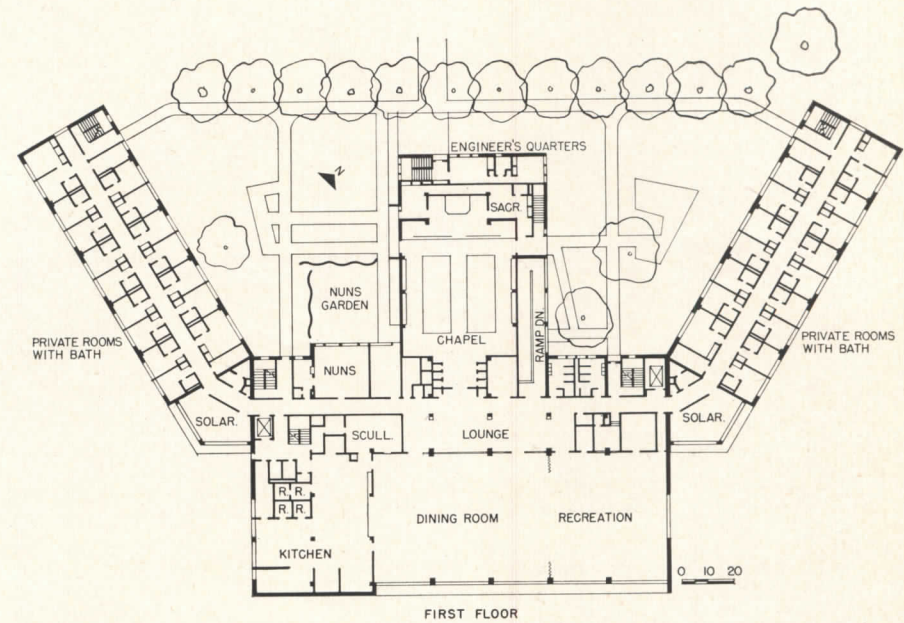 ENGINEER'S QUARTERS
N
SACR.
NUNS
GARDEN
CHAPEL
RAMP DN.
PRIVATE ROOMS
WITH BATH
PRIVATE ROOMS
WITH BATH
NUNS
SOLAR.
SCULL.
LOUNGE
SOLAR.
R. R.
R. R.
DINING ROOM
RECREATION
KITCHEN
0 10 20
FIRST FLOOR